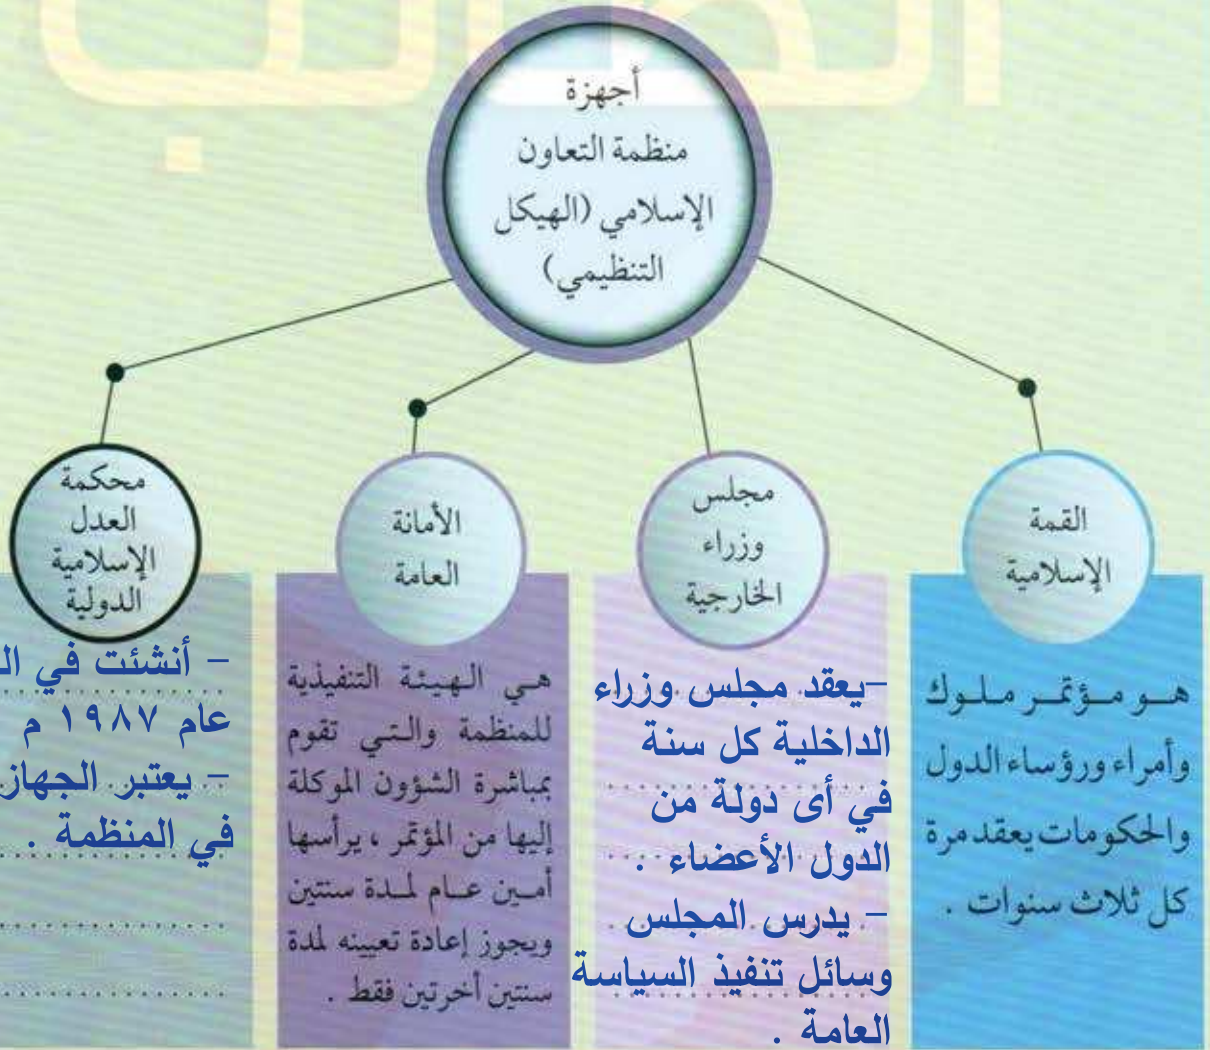 الطالب
أجهزة
منظمة التعاون
الإسلامي (الهيكل
التنظيمي)
القمة
الإسلامية
هو مؤتمر ملوك
وأمراء ورؤساء الدول
والحكومات يعقد مرة
كل ثلاث سنوات .
مجلس
وزراء
الخارجية
-يعقد مجلس وزراء
الداخلية كل سنة
في أى دولة من
الدول الأعضاء .
- يدرس المجلس
وسائل تنفيذ السياسة
العامة .
الأمانة
العامة
هي الهيئة التنفيذية
للمنظمة والتي تقوم
بمباشرة الشؤون الموكلة
إليها من المؤتمر ، يرأسها
أمين عام لمدة سنتين
ويجوز إعادة تعيينه لمدة
سنتين أخرتين فقط .
محكمة
العدل
الإسلامية
الدولية
- أنشئت في
عام ١٩٨٧ م
- يعتبر الجهاز
في المنظمة .